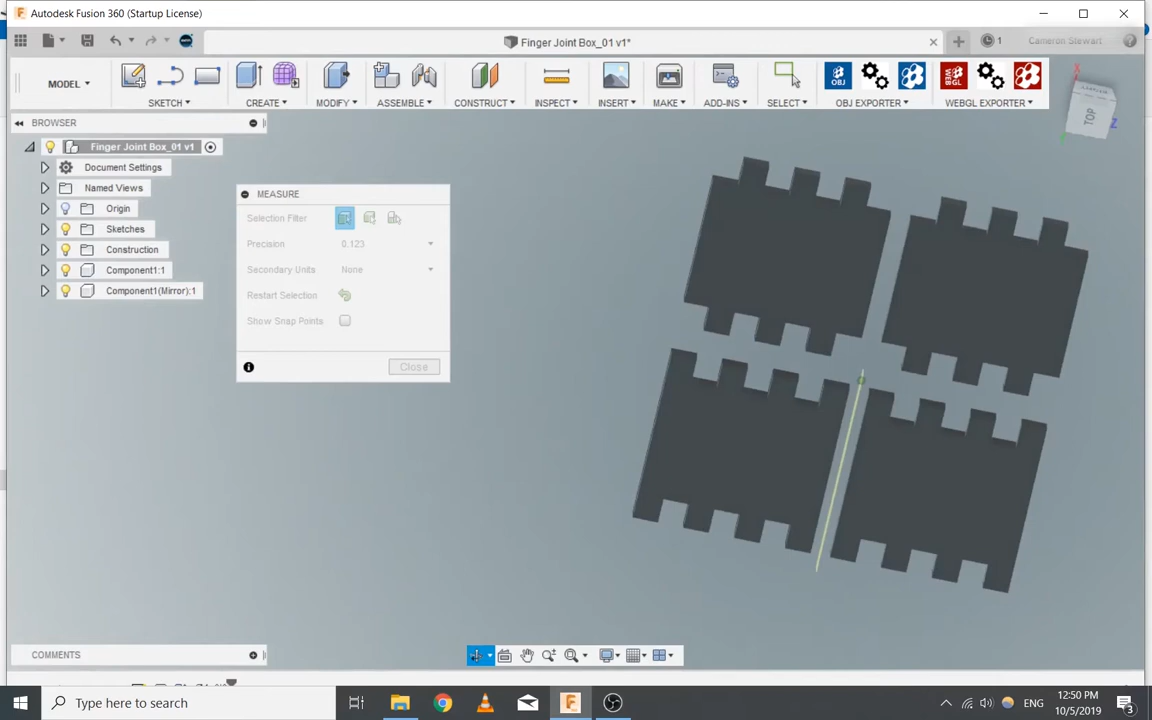 Autodesk Fusion 360 (Startup License)
Finger Joint Box_01 v1*
1
Cameron Stewart
MODEL
SKETCH
CREATE
MODIFY
ASSEMBLE
CONSTRUCT
INSPECT
INSERT
MAKE
ADD-INS
SELECT
OBJ
OBJ EXPORTER
WEBGL EXPORTER
BROWSER
Finger Joint Box_01 v1
Document Settings
Named Views
Origin
Sketches
Construction
Component1:1
Component1(Mirror):1
MEASURE
Selection Filter
Precision 0.123
Secondary Units None
Restart Selection
Show Snap Points
Close
TOP
X
Z
COMMENTS
Type here to search
ENG
12:50 PM
10/5/2019
3